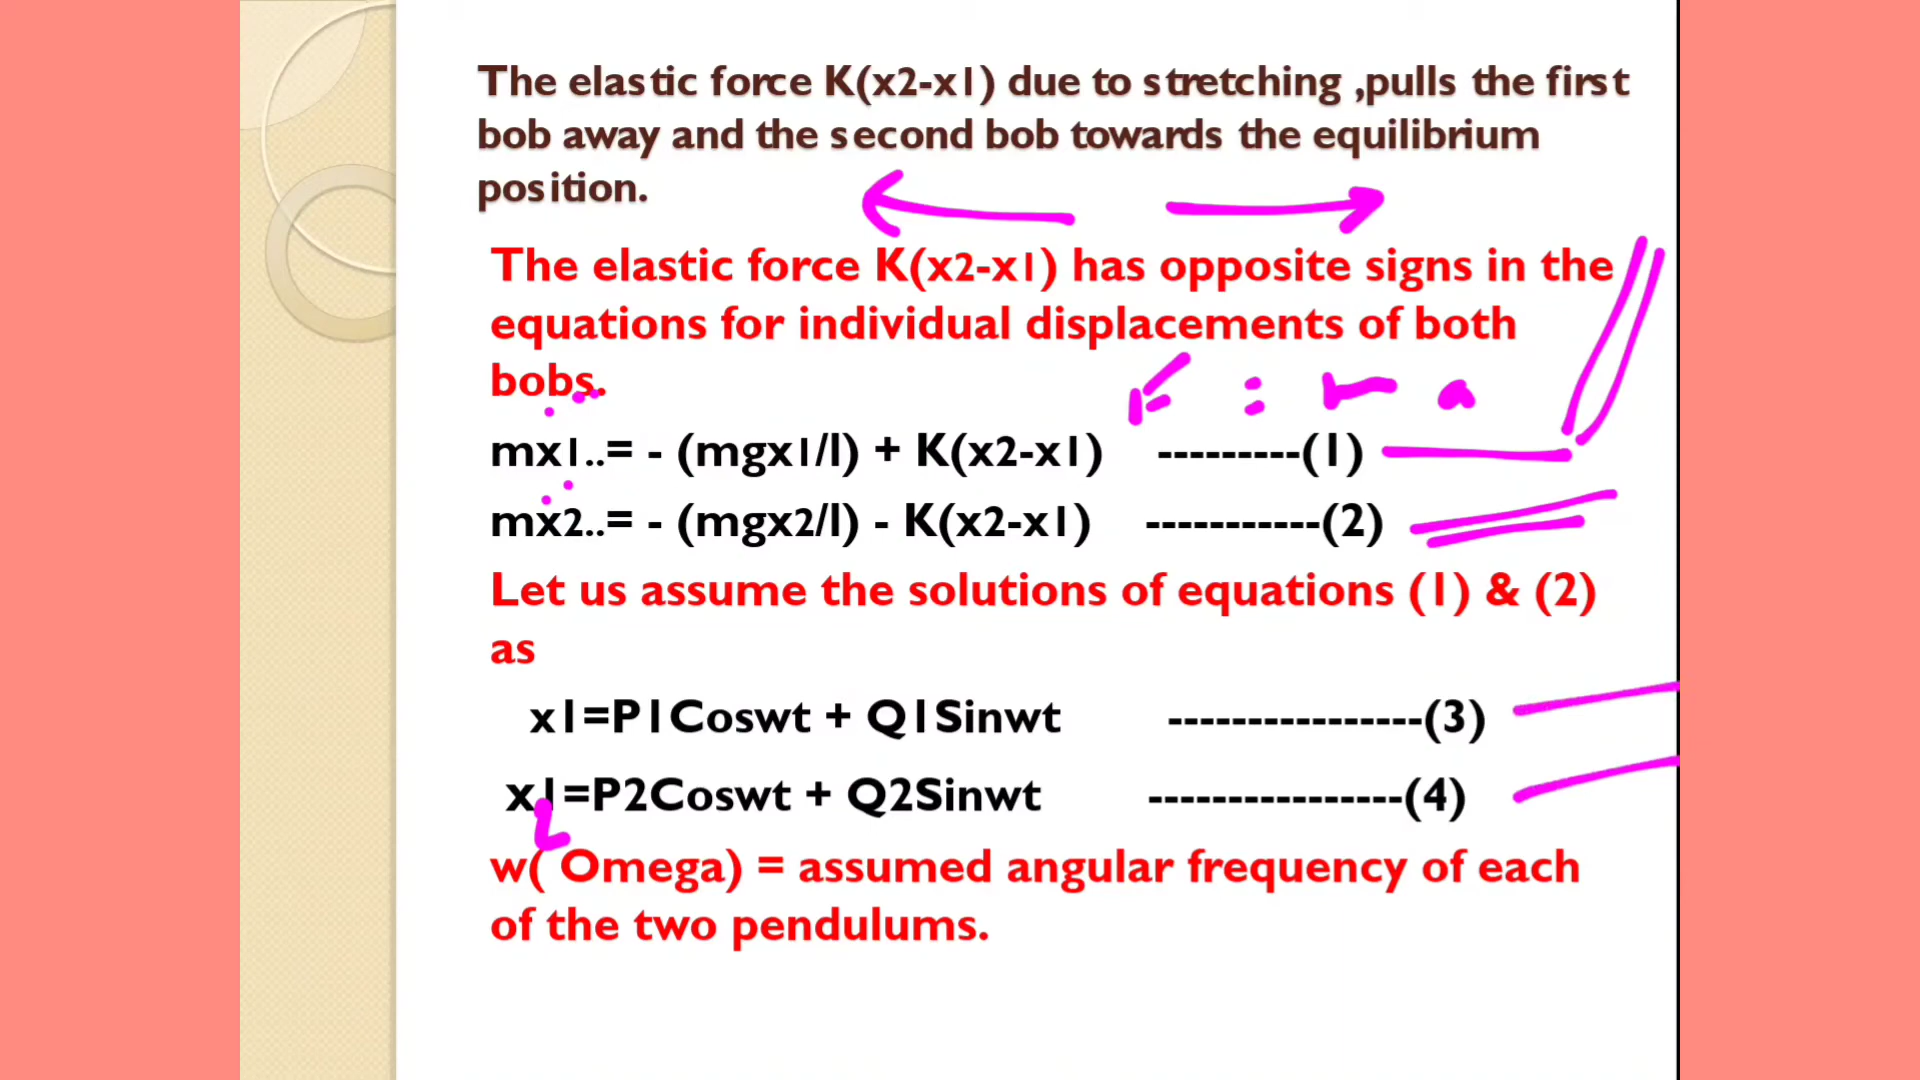 The elastic force K(x2-x1) due to stretching ,pulls the first
bob away and the second bob towards the equilibrium
position.
The elastic force K(x2-x1) has opposite signs in the
equations for individual displacements of both
bobs.
F = ma
mx1..= - (mgx1/l) + K(x2-x1) ---------(1)
mx2..= - (mgx2/l) - K(x2-x1) -----------(2)
Let us assume the solutions of equations (1) & (2)
as
x1=P1Coswt + Q1Sinwt ----------------(3)
x1=P2Coswt + Q2Sinwt ----------------(4)
2
w( Omega) = assumed angular frequency of each
of the two pendulums.